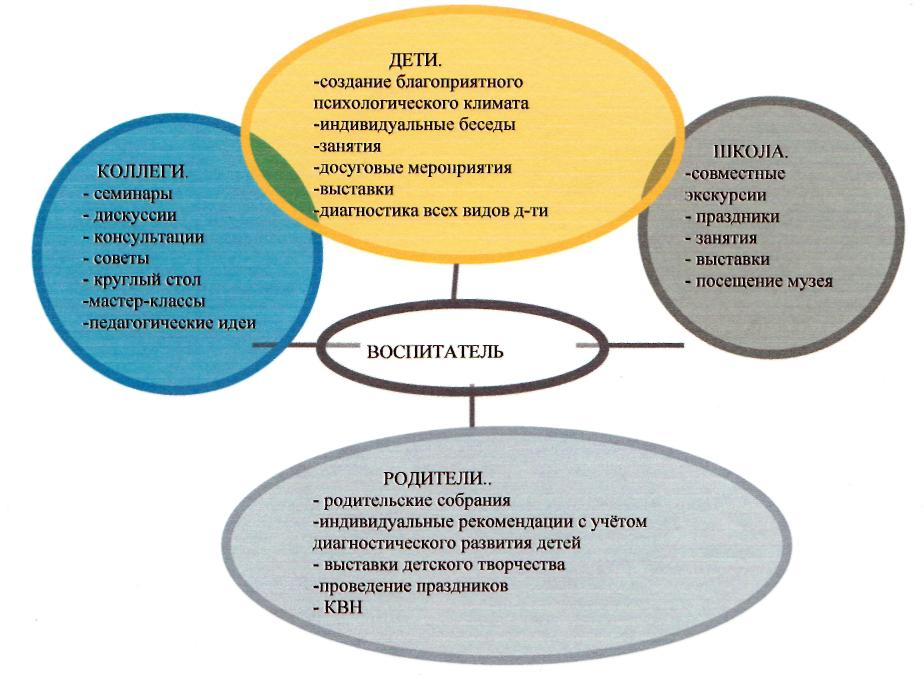 ДЕТИ.
-создание благоприятного
психологического климата
-индивидуальные беседы
-занятия
-досуговые мероприятия
-выставки
-диагностика всех видов д-ти
КОЛЛЕГИ.
- семинары
- дискуссии
- консультации
- советы
- круглый стол
-мастер-классы
-педагогические идеи
ШКОЛА.
-совместные
экскурсии
- праздники
- занятия
- выставки
- посещение музея
ВОСПИТАТЕЛЬ
РОДИТЕЛИ..
- родительские собрания
-индивидуальные рекомендации с учётом
диагностического развития детей
- выставки детского творчества
-проведение праздников
- КВН